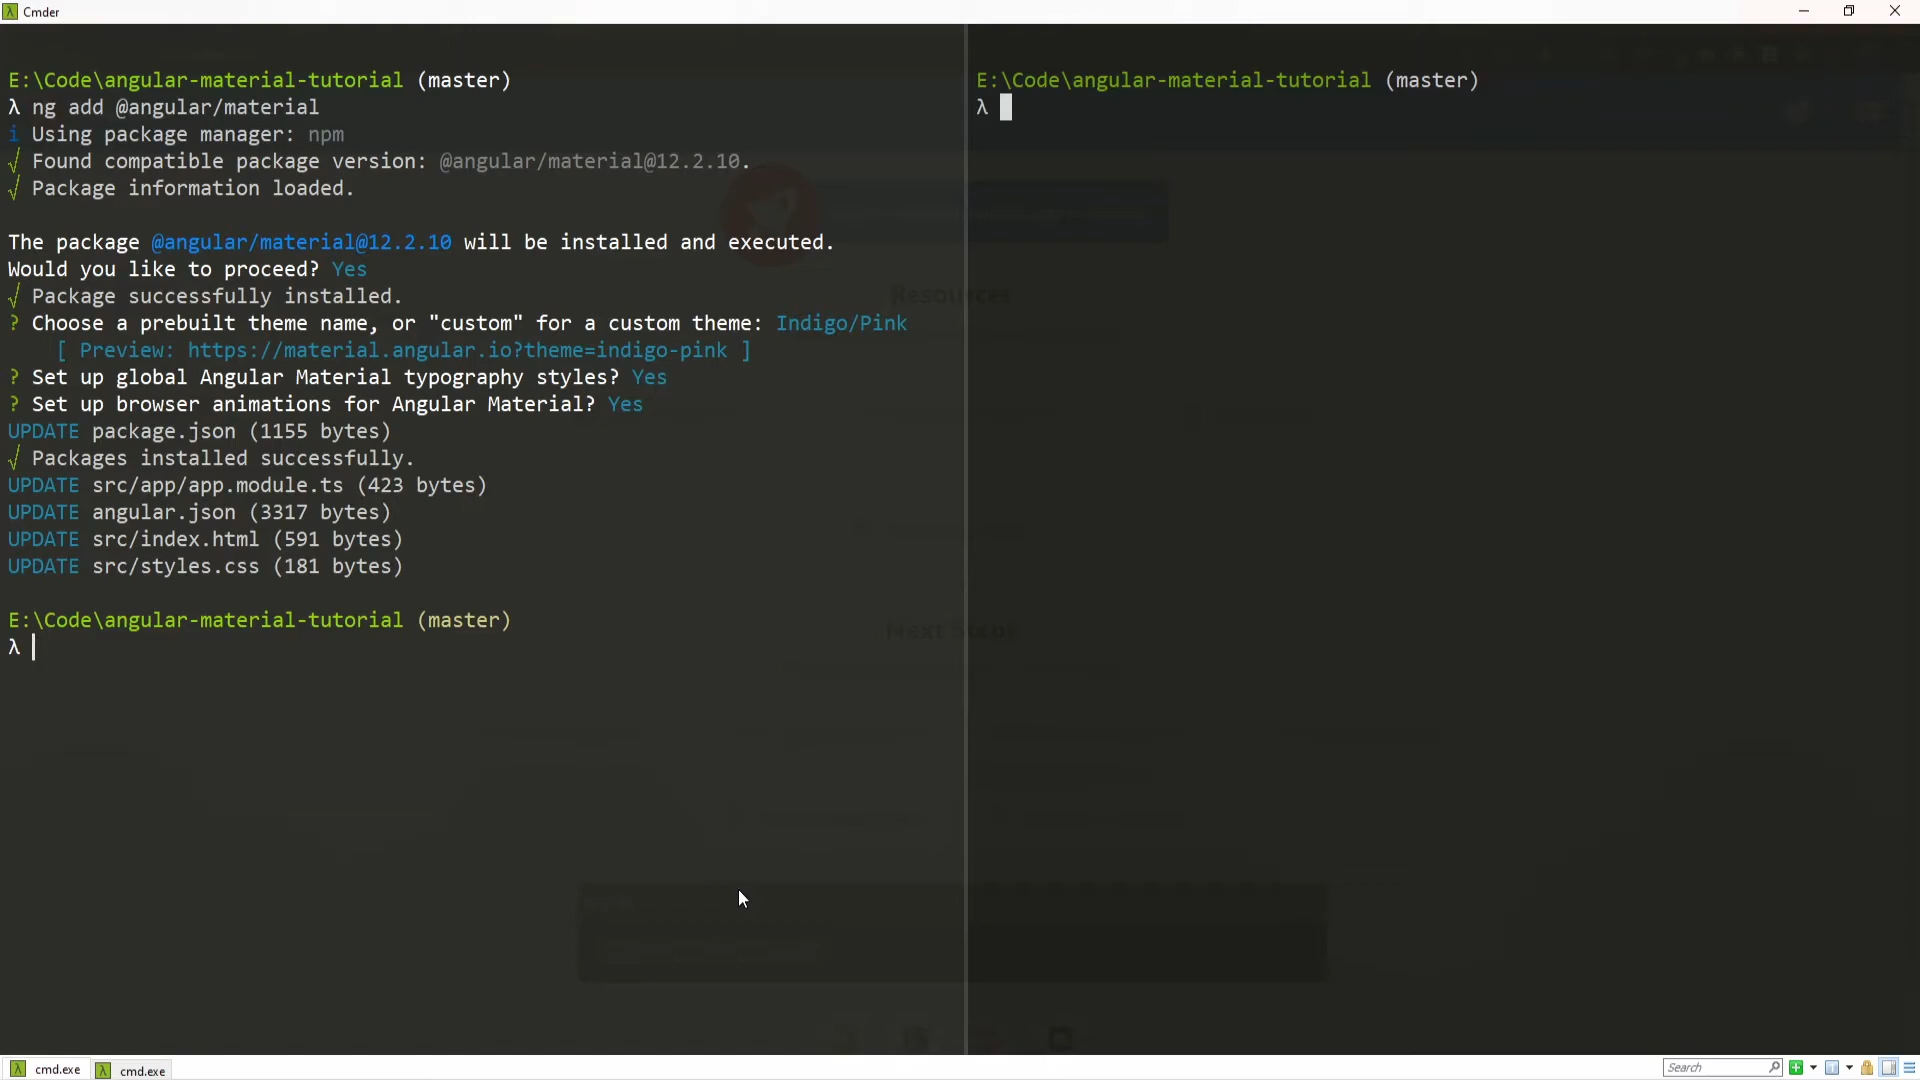 Cmder
E:\Code\angular-material-tutorial (master)
λ ng add @angular/material
i Using package manager: npm
√ Found compatible package version: @angular/material@12.2.10.
√ Package information loaded.
The package @angular/material@12.2.10 will be installed and executed.
Would you like to proceed? Yes
√ Package successfully installed.
? Choose a prebuilt theme name, or "custom" for a custom theme: Indigo/Pink
[ Preview: https://material.angular.io?theme=indigo-pink ]
? Set up global Angular Material typography styles? Yes
? Set up browser animations for Angular Material? Yes
UPDATE package.json (1155 bytes)
√ Packages installed successfully.
UPDATE src/app/app.module.ts (423 bytes)
UPDATE angular.json (3317 bytes)
UPDATE src/index.html (591 bytes)
UPDATE src/styles.css (181 bytes)
E:\Code\angular-material-tutorial (master)
λ
E:\Code\angular-material-tutorial (master)
λ
Resources
Next Steps
cmd.exe
cmd.exe
Search